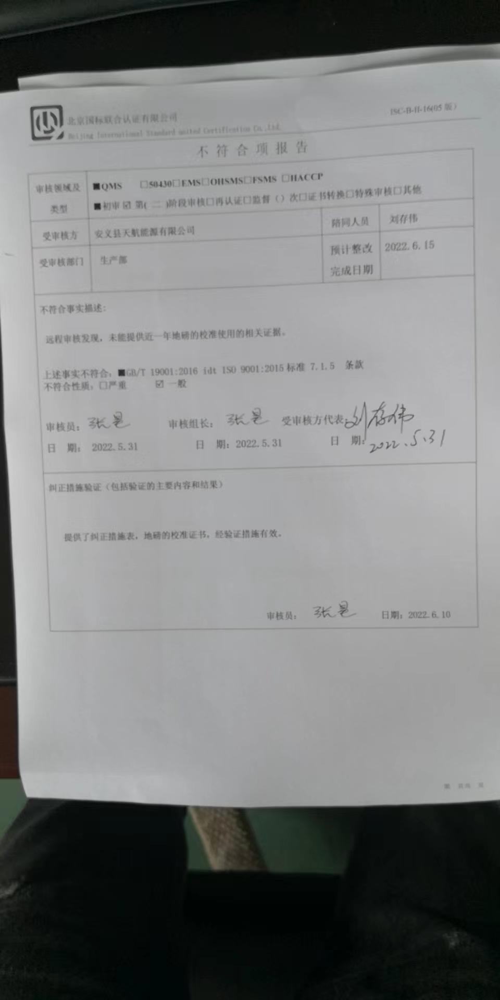 北京国标联合认证有限公司
ISC-B-II-16(05 版)
Beijing International Standard united Certification Co.,Ltd.
不符合项报告
审核领域及类型
■QMS □50430□EMS□OHSMS□FSMS □HACCP
■初审 ☑ 第( 二 )阶段审核□再认证□监督()次□证书转换□特殊审核□其他
受审核方 安义县天航能源有限公司 陪同人员 刘存伟
受审核部门 生产部 预计整改完成日期 2022.6.15
不符合事实描述:
远程审核发现，未能提供近一年地磅的校准使用的相关证据。
上述事实不符合：■GB/T 19001:2016 idt ISO 9001:2015标准 7.1.5 条款
不符合性质：□严重 ☑ 一般
审核员： 张昱 审核组长： 张昱 受审核方代表：刘存伟
日 期： 2022.5.31 日 期：2022.5.31 日 期：2022.5.31
纠正措施验证（包括验证的主要内容和结果）
提供了纠正措施表，地磅的校准证书，经验证措施有效。
审核员： 张昱 日期：2022.6.10